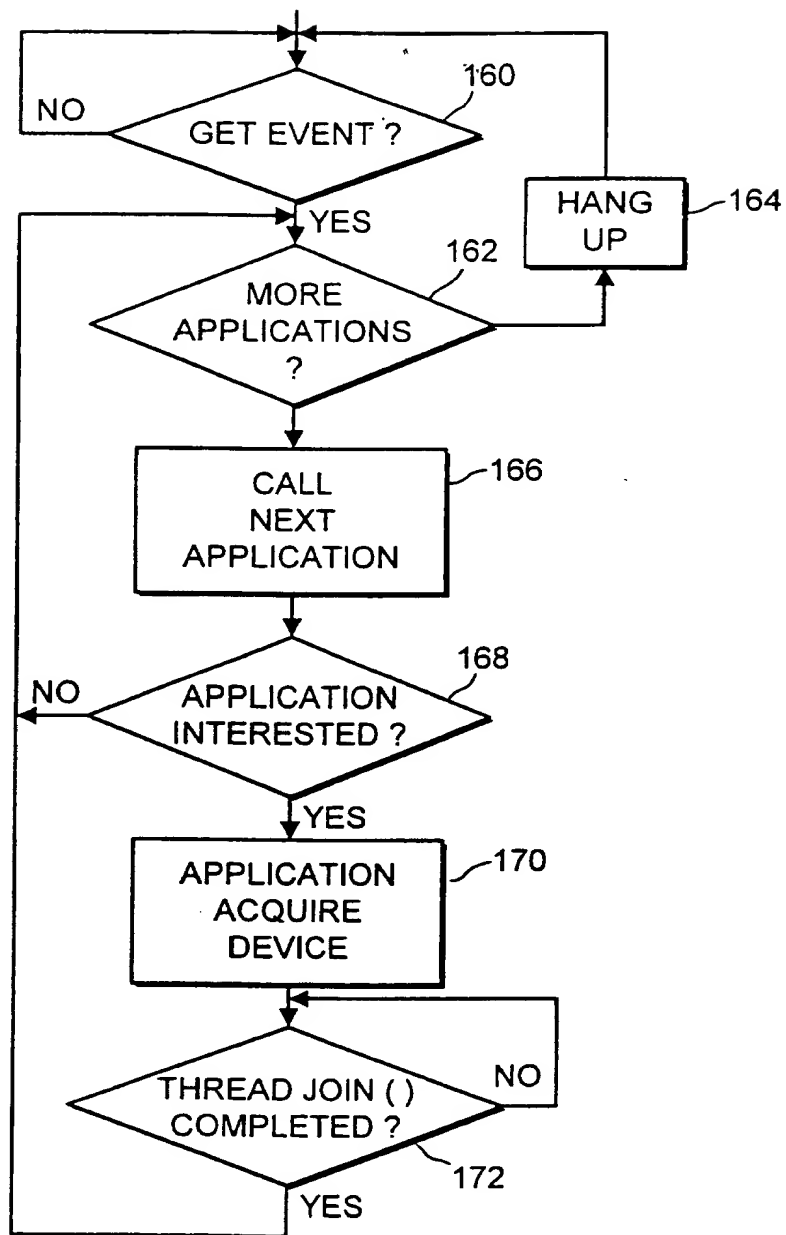 160
NO
GET EVENT ?
HANG
UP
164
YES
162
MORE
APPLICATIONS
?
166
CALL
NEXT
APPLICATION
168
NO
APPLICATION
INTERESTED ?
YES
170
APPLICATION
ACQUIRE
DEVICE
THREAD JOIN ( )
COMPLETED ?
NO
172
YES